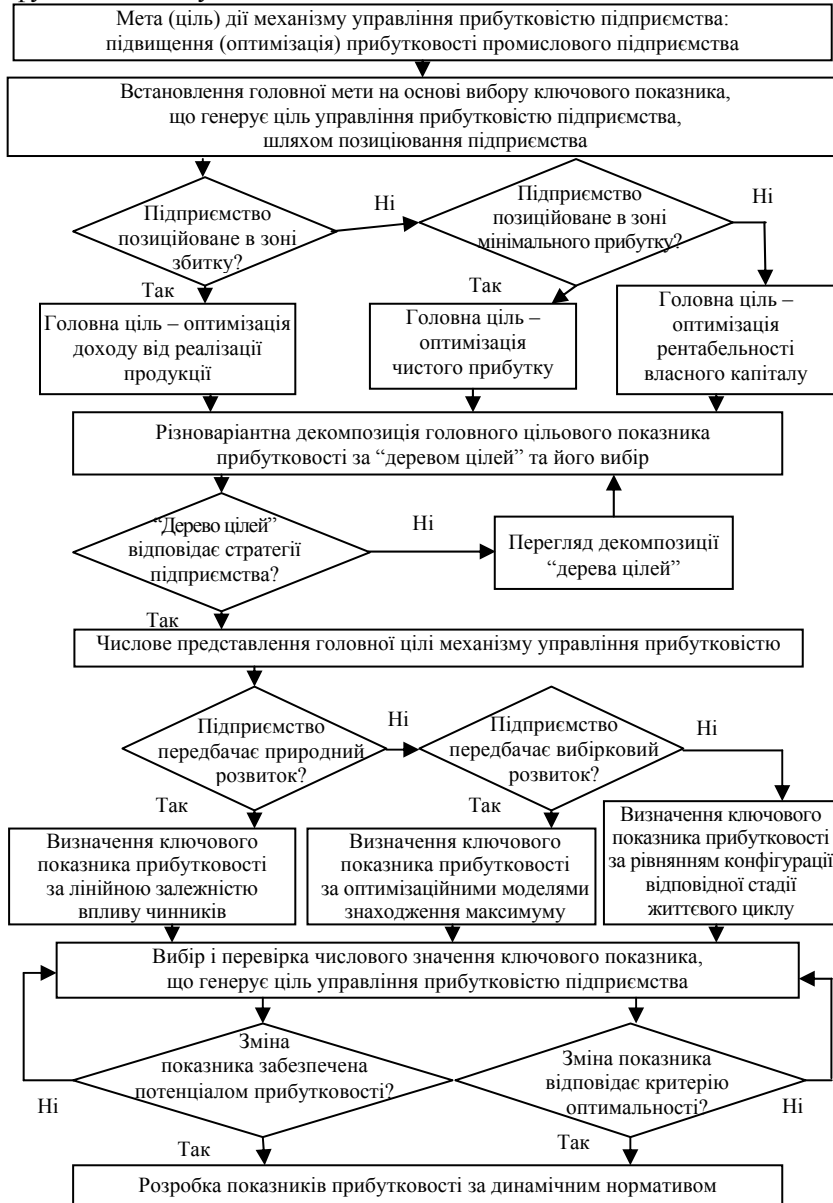 Мета (ціль) дії механізму управління прибутковістю підприємства:
підвищення (оптимізація) прибутковості промислового підприємства
Встановлення головної мети на основі вибору ключового показника,
що генерує ціль управління прибутковістю підприємства,
шляхом позиціювання підприємства
Підприємство
позиційоване в зоні
збитку?
Ні
Підприємство
позиційоване в зоні
мінімального прибутку?
Ні
Так
Так
Головна ціль – оптимізація
доходу від реалізації
продукції
Головна ціль –
оптимізація
чистого прибутку
Головна ціль –
оптимізація
рентабельності
власного капіталу
Різноваріантна декомпозиція головного цільового показника
прибутковості за “деревом цілей” та його вибір
“Дерево цілей”
відповідає стратегії
підприємства?
Ні
Перегляд декомпозиції
“дерева цілей”
Так
Числове представлення головної цілі механізму управління прибутковістю
Підприємство
передбачає природний
розвиток?
Ні
Підприємство
передбачає вибірковий
розвиток?
Ні
Так
Так
Визначення ключового
показника прибутковості
за лінійною залежністю
впливу чинників
Визначення ключового
показника прибутковості
за оптимізаційними моделями
знаходження максимуму
Визначення ключового
показника прибутковості
за рівнянням конфігурації
відповідної стадії
життєвого циклу
Вибір і перевірка числового значення ключового показника,
що генерує ціль управління прибутковістю підприємства
Зміна
показника забезпечена
потенціалом прибутковості?
Зміна показника
відповідає критерію
оптимальності?
Ні
Ні
Так
Так
Розробка показників прибутковості за динамічним нормативом